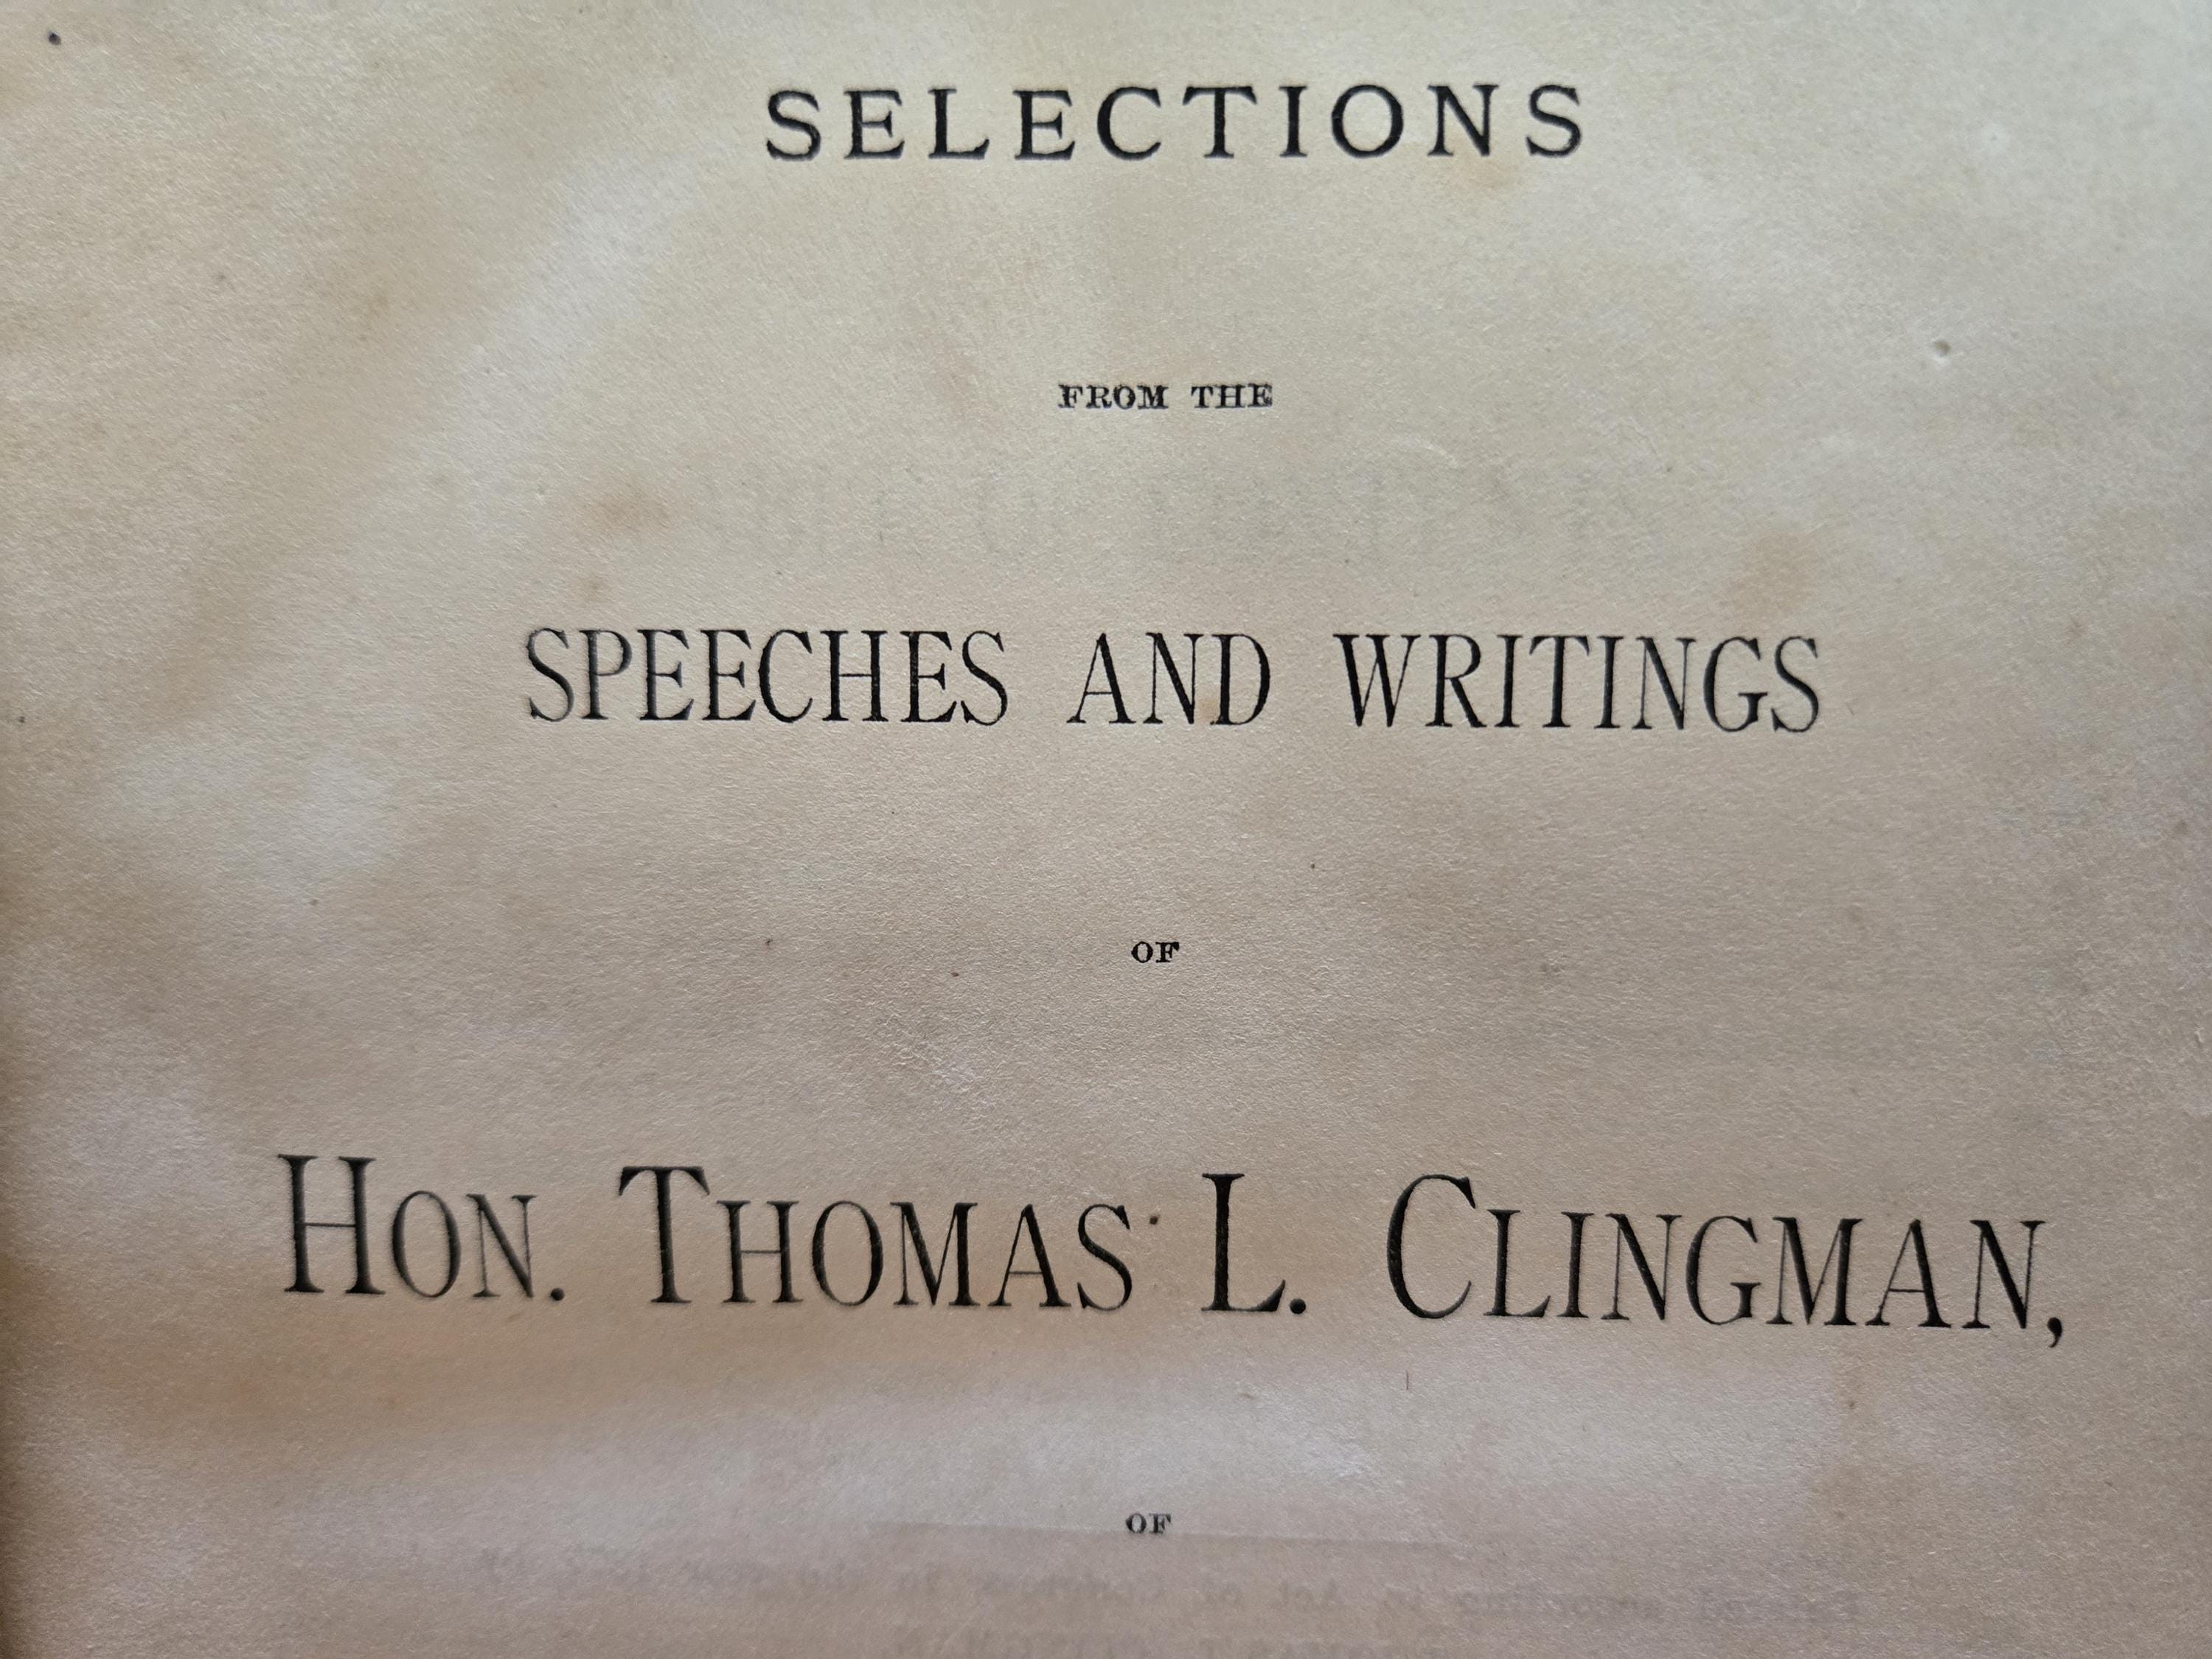 SELECTIONS
FROM THE
SPEECHES AND WRITINGS
OF
HON. THOMAS L. CLINGMAN,
OF